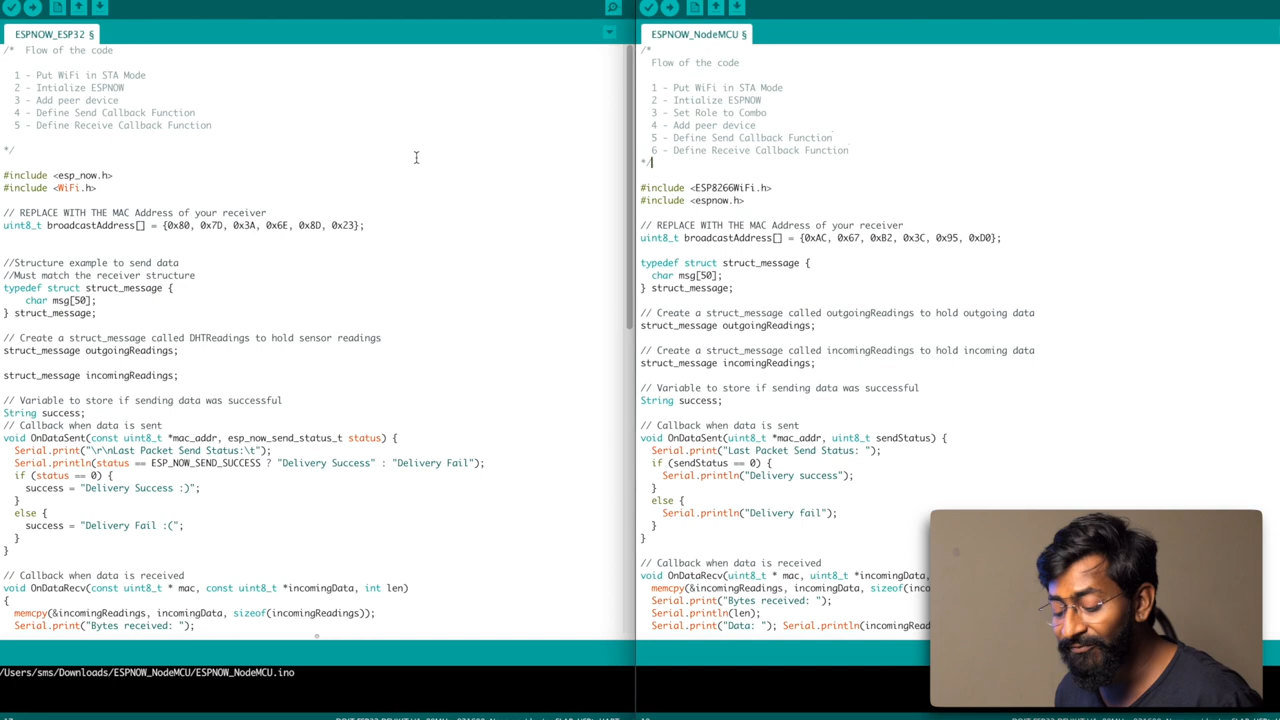 ESPNOW_ESP32 §
/* Flow of the code
1 - Put WiFi in STA Mode
2 - Intialize ESPNOW
3 - Add peer device
4 - Define Send Callback Function
5 - Define Receive Callback Function
*/
#include <esp_now.h>
#include <WiFi.h>
// REPLACE WITH THE MAC Address of your receiver
uint8_t broadcastAddress[] = {0x80, 0x7D, 0x3A, 0x6E, 0x8D, 0x23};
//Structure example to send data
//Must match the receiver structure
typedef struct struct_message {
char msg[50];
} struct_message;
// Create a struct_message called DHTReadings to hold sensor readings
struct_message outgoingReadings;
struct_message incomingReadings;
// Variable to store if sending data was successful
String success;
// Callback when data is sent
void OnDataSent(const uint8_t *mac_addr, esp_now_send_status_t status) {
Serial.print("\r\nLast Packet Send Status:\t");
Serial.println(status == ESP_NOW_SEND_SUCCESS ? "Delivery Success" : "Delivery Fail");
if (status == 0) {
success = "Delivery Success :)";
}
else {
success = "Delivery Fail :(";
}
}
// Callback when data is received
void OnDataRecv(const uint8_t * mac, const uint8_t *incomingData, int len)
{
memcpy(&incomingReadings, incomingData, sizeof(incomingReadings));
Serial.print("Bytes received: ");
/Users/sms/Downloads/ESPNOW_NodeMCU/ESPNOW_NodeMCU.ino
ESPNOW_NodeMCU §
/*
Flow of the code
1 - Put WiFi in STA Mode
2 - Intialize ESPNOW
3 - Set Role to Combo
4 - Add peer device
5 - Define Send Callback Function
6 - Define Receive Callback Function
*/
#include <ESP8266WiFi.h>
#include <espnow.h>
// REPLACE WITH THE MAC Address of your receiver
uint8_t broadcastAddress[] = {0xAC, 0x67, 0xB2, 0x3C, 0x95, 0xD0};
typedef struct struct_message {
char msg[50];
} struct_message;
// Create a struct_message called outgoingReadings to hold outgoing data
struct_message outgoingReadings;
// Create a struct_message called incomingReadings to hold incoming data
struct_message incomingReadings;
// Variable to store if sending data was successful
String success;
// Callback when data is sent
void OnDataSent(uint8_t *mac_addr, uint8_t sendStatus) {
Serial.print("Last Packet Send Status: ");
if (sendStatus == 0) {
Serial.println("Delivery success");
}
else {
Serial.println("Delivery fail");
}
}
// Callback when data is received
void OnDataRecv(uint8_t * mac, uint8_t *incomingData,
memcpy(&incomingReadings, incomingData, sizeof(inco
Serial.print("Bytes received: ");
Serial.println(len);
Serial.print("Data: "); Serial.println(incomingRead